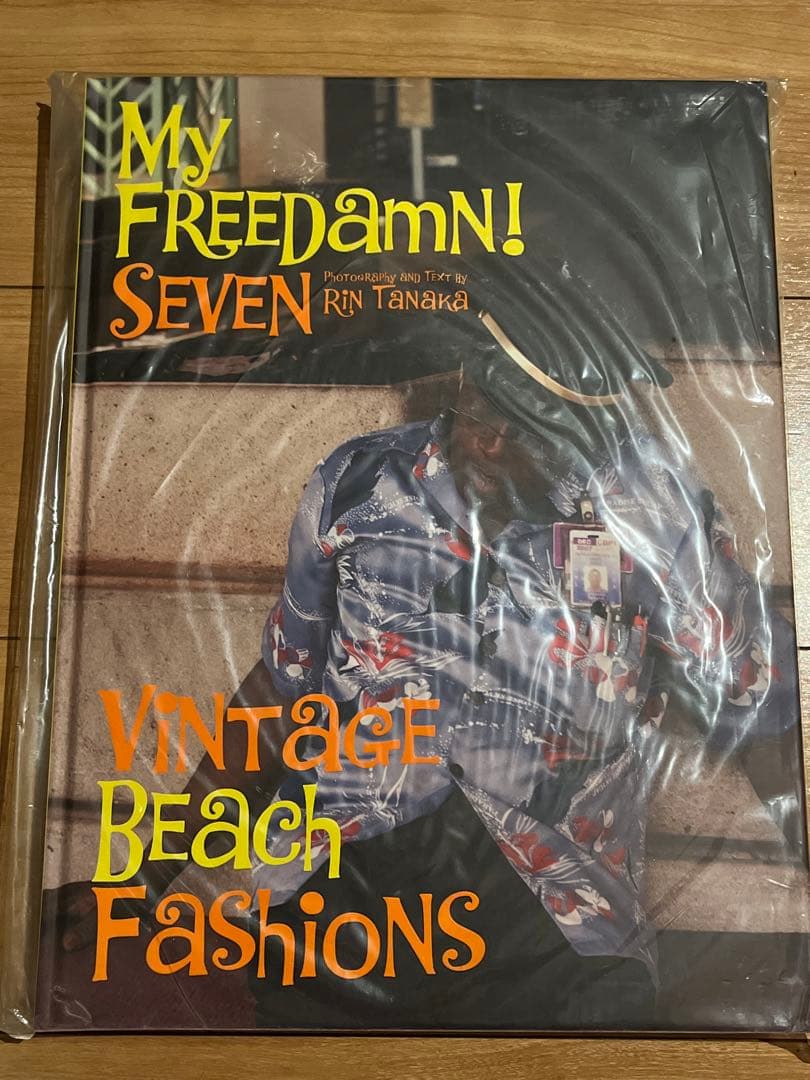 My
FREEDamN!
SEVEN
PHOTOGRAPHY AND TEXT BY
RiN TANAKA
ViNTaGE
BEach
FashioNS